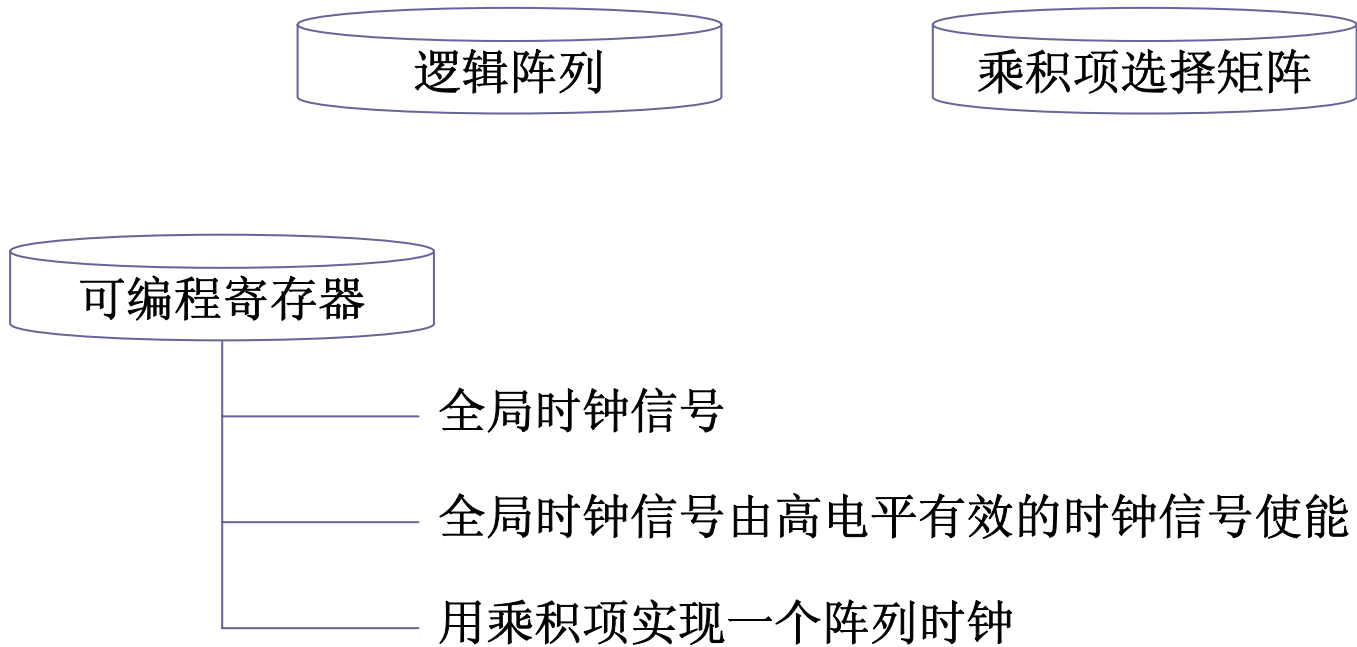 逻辑阵列
乘积项选择矩阵
可编程寄存器
全局时钟信号
全局时钟信号由高电平有效的时钟信号使能
用乘积项实现一个阵列时钟